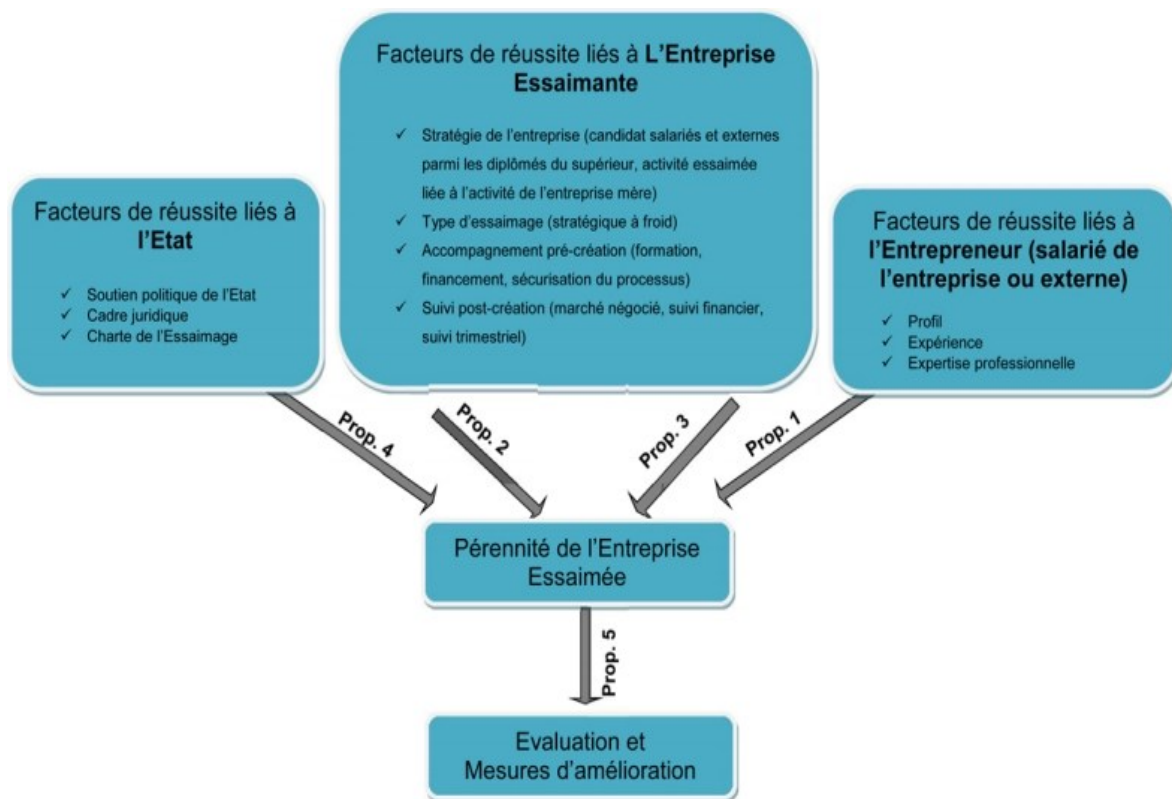 Facteurs de réussite liés à L'Entreprise
Essaimante
✓ Stratégie de l'entreprise (candidat salariés et externes
parmi les diplômés du supérieur, activité essaimée
liée à l'activité de l'entreprise mère)
✓ Type d'essaimage (stratégique à froid)
✓ Accompagnement pré-création (formation,
financement, sécurisation du processus)
✓ Suivi post-création (marché négocié, suivi financier,
suivi trimestriel)
Facteurs de réussite liés à
l'Etat
✓ Soutien politique de l'Etat
✓ Cadre juridique
✓ Charte de l'Essaimage
Facteurs de réussite liés à
l'Entrepreneur (salarié de
l'entreprise ou externe)
✓ Profil
✓ Expérience
✓ Expertise professionnelle
Prop. 4
Prop. 2
Prop. 3
Prop. 1
Pérennité de l'Entreprise
Essaimée
Prop. 5
Evaluation et
Mesures d'amélioration